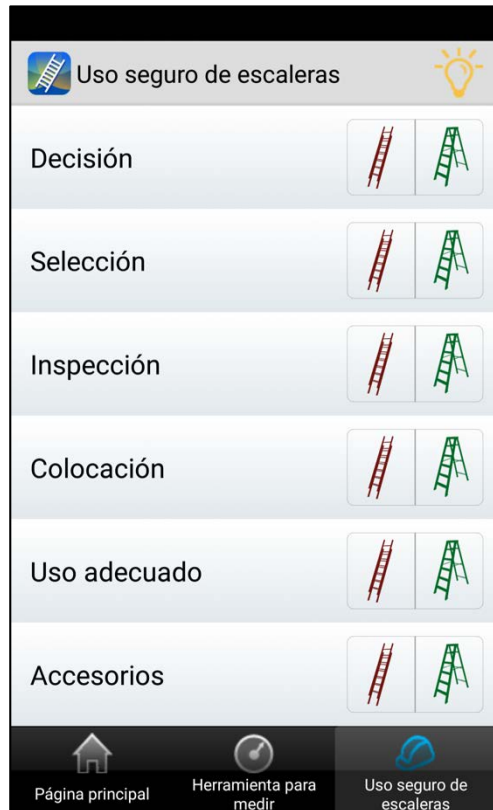 Uso seguro de escaleras
Decisión
Selección
Inspección
Colocación
Uso adecuado
Accesorios
Página principal
Herramienta para
medir
Uso seguro de
escaleras